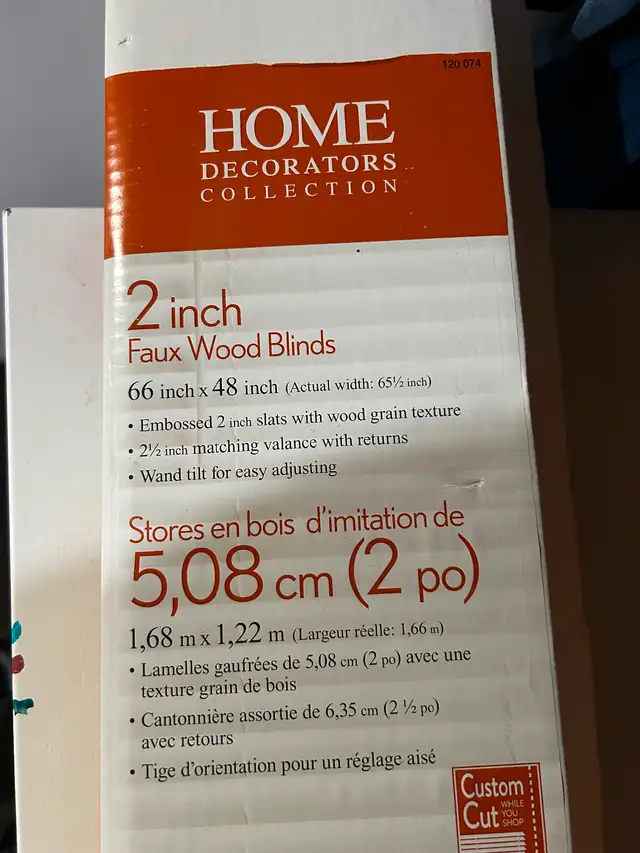 120 074
HOME
DECORATORS
COLLECTION
2 inch
Faux Wood Blinds
66 inch x 48 inch (Actual width: 65½ inch)
• Embossed 2 inch slats with wood grain texture
• 2½ inch matching valance with returns
• Wand tilt for easy adjusting
Stores en bois d'imitation de
5,08 cm (2 po)
1,68 m x 1,22 m (Largeur réelle: 1,66 m)
• Lamelles gaufrées de 5,08 cm (2 po) avec une
texture grain de bois
• Cantonnière assortie de 6,35 cm (2 ½ po)
avec retours
• Tige d'orientation pour un réglage aisé
Custom
Cut WHILE
YOU
SHOP